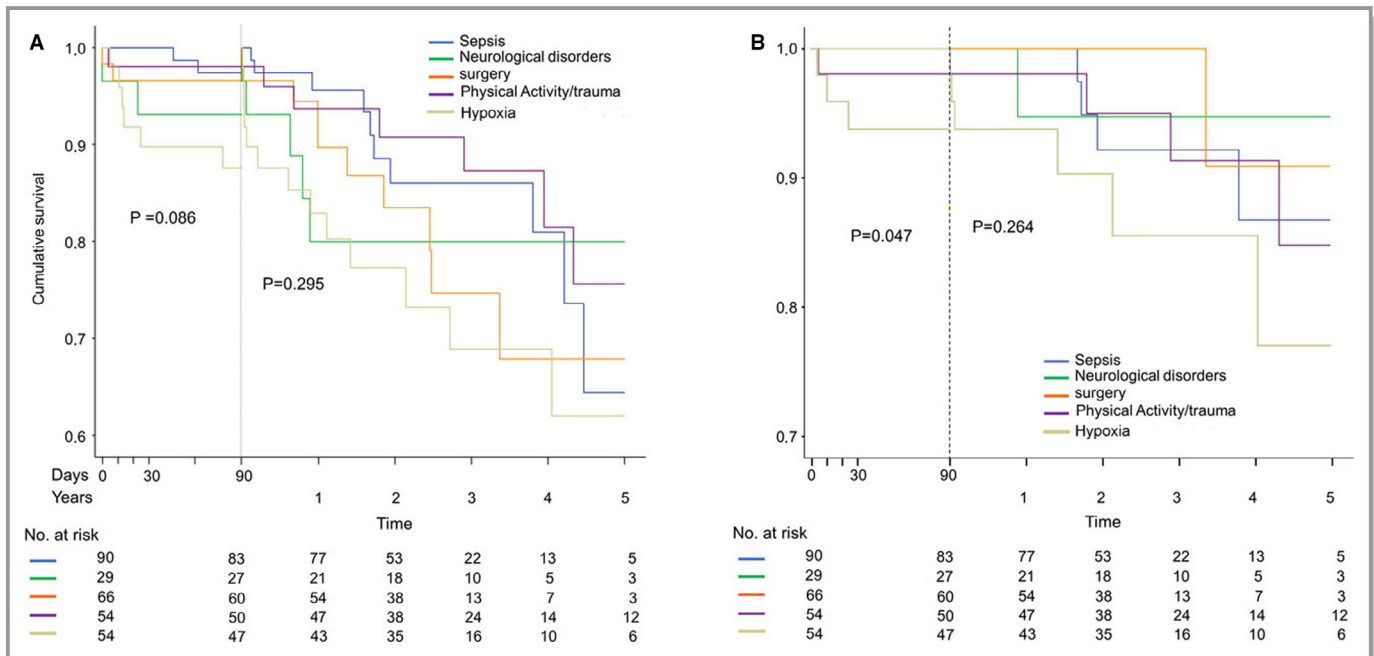 A
Sepsis
Neurological disorders
surgery
Physical Activity/trauma
Hypoxia
1,0
0,9
0,8
0,7
0,6
Cumulative survival
P =0.086
P=0.295
Days 0 30 90
Years 1 2 3 4 5
Time
No. at risk
90 83 77 53 22 13 5
29 27 21 18 10 5 3
66 60 54 38 13 7 3
54 50 47 38 24 14 12
54 47 43 35 16 10 6
B
1,0
0,9
0,8
0,7
P=0.047
P=0.264
Sepsis
Neurological disorders
surgery
Physical Activity/trauma
Hypoxia
0 30 90
1 2 3 4 5
Time
No. at risk
90 83 77 53 22 13 5
29 27 21 18 10 5 3
66 60 54 38 13 7 3
54 50 47 38 24 14 12
54 47 43 35 16 10 6